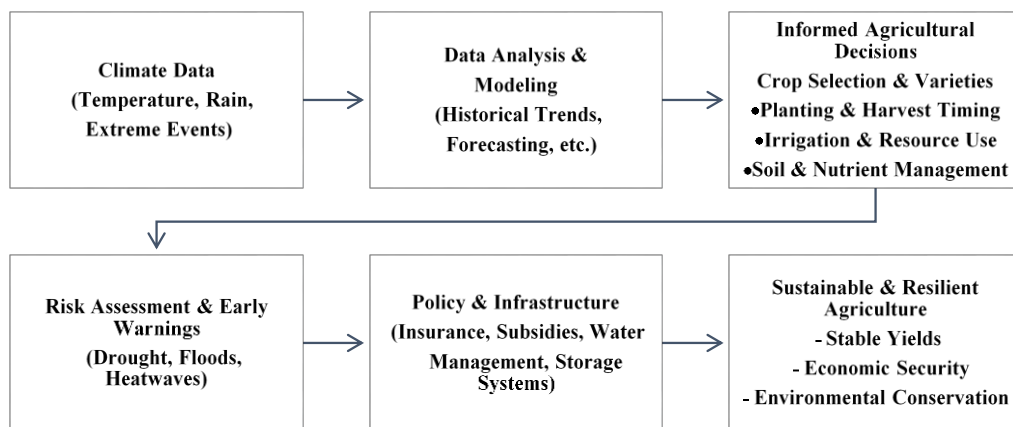 Climate Data
(Temperature, Rain,
Extreme Events)
Data Analysis &
Modeling
(Historical Trends,
Forecasting, etc.)
Informed Agricultural
Decisions
Crop Selection & Varieties
•Planting & Harvest Timing
•Irrigation & Resource Use
•Soil & Nutrient Management
Risk Assessment & Early
Warnings
(Drought, Floods,
Heatwaves)
Policy & Infrastructure
(Insurance, Subsidies, Water
Management, Storage
Systems)
Sustainable & Resilient
Agriculture
- Stable Yields
- Economic Security
- Environmental Conservation